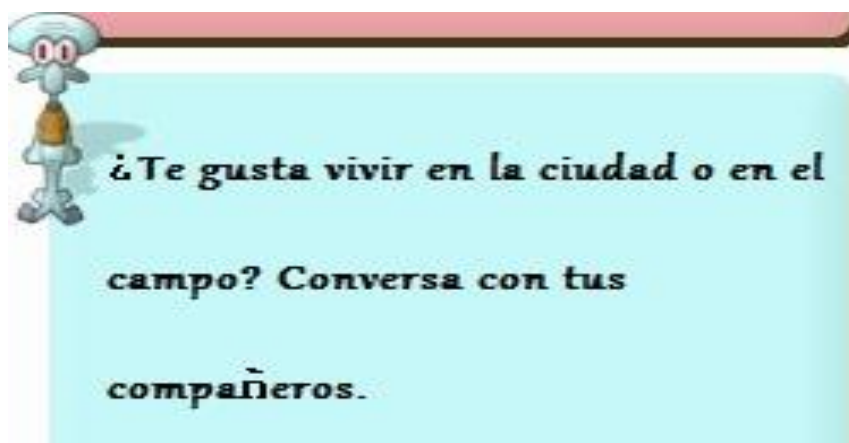 ¿Te gusta vivir en la ciudad o en el
campo? Conversa con tus
compañeros.